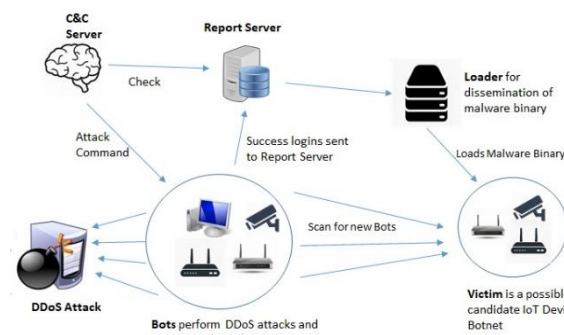 C&C
Server
Report Server
Check
Loader for
dissemination of
malware binary
Attack
Command
Success logins sent
to Report Server
Loads Malware Binary
Scan for new Bots
DDoS Attack
Bots perform DDoS attacks and
Victim is a possible
candidate IoT Devi
Botnet